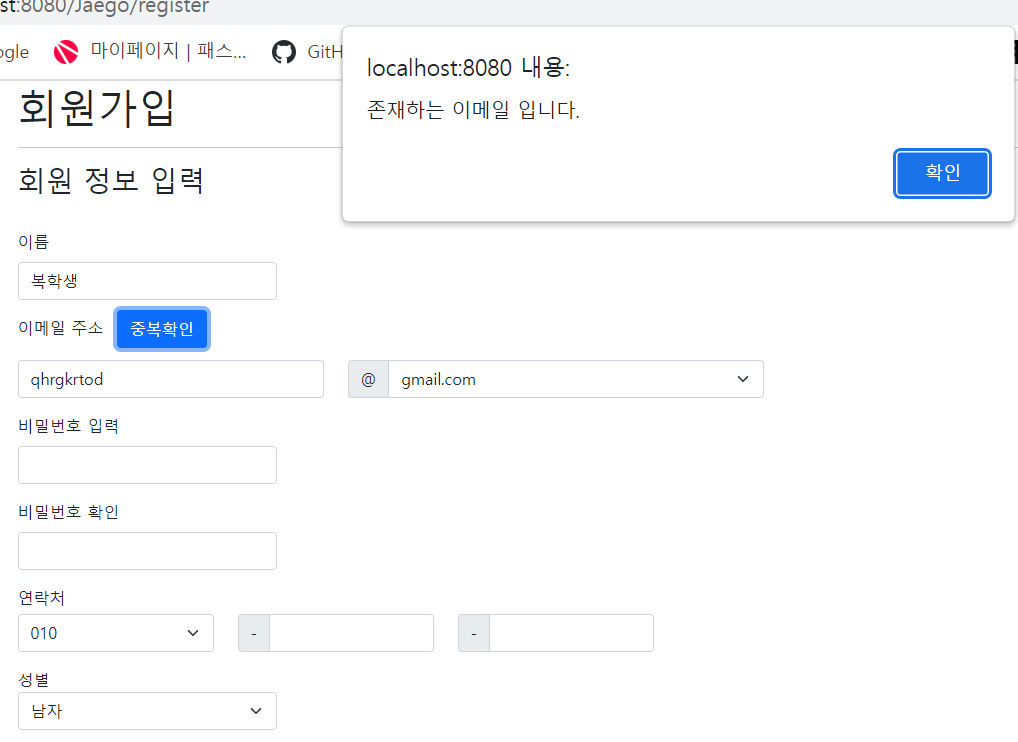 st:8080/Jaego/register
ogle 마이페이지 | 패스... GitH
localhost:8080 내용:
존재하는 이메일 입니다.
확인
회원가입
회원 정보 입력
이름
복학생
이메일 주소 중복확인
qhrgkrtod @ gmail.com
비밀번호 입력
비밀번호 확인
연락처
010 - -
성별
남자